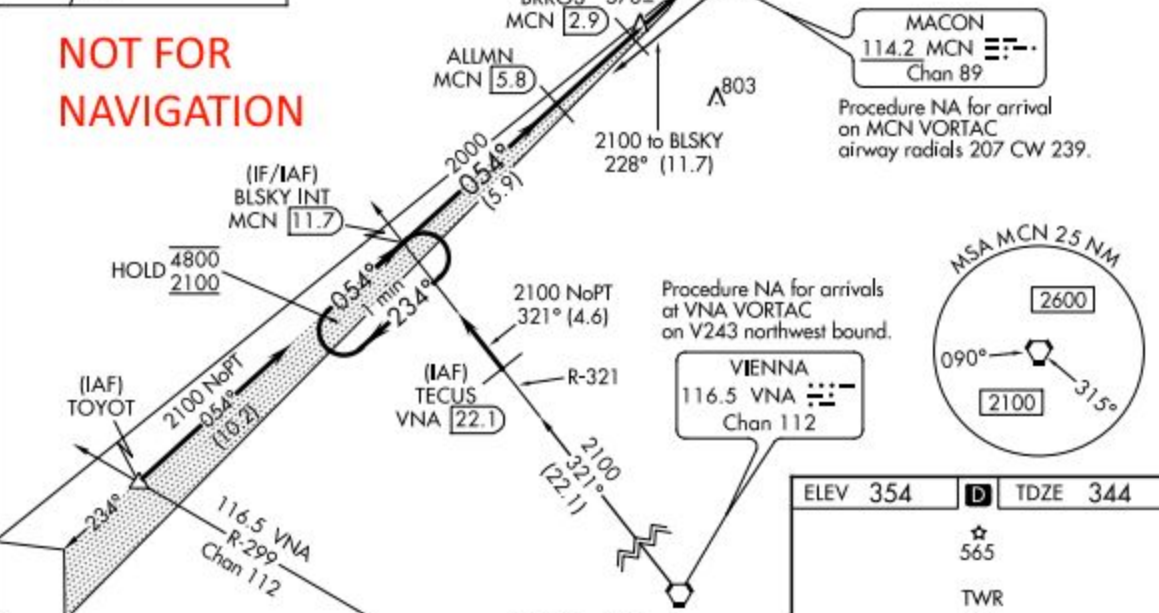 NOT FOR
NAVIGATION
MCN 2.9
ALLMN
MCN 5.8
803
MACON
114.2 MCN
Chan 89
Procedure NA for arrival
on MCN VORTAC
airway radials 207 CW 239.
2100 to BLSKY
228° (11.7)
2000
054°
(5.9)
(IF/IAF)
BLSKY INT
MCN 11.7
HOLD 4800
2100
054°
1 min
234°
2100 NoPT
321° (4.6)
Procedure NA for arrivals
at VNA VORTAC
on V243 northwest bound.
MSA MCN 25 NM
2600
090°
315°
2100
(IAF)
TECUS
VNA 22.1
R-321
VIENNA
116.5 VNA
Chan 112
(IAF)
TOYOT
2100 NoPT
054°
(10.2)
234°
2100
321°
(22.1)
116.5 VNA
R-299
Chan 112
ELEV 354 D TDZE 344
565
TWR